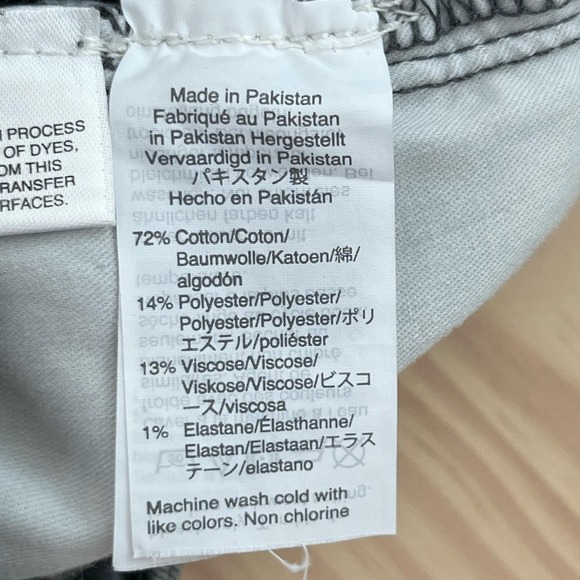 PROCESS
OF DYES,
OM THIS
RANSFER
RFACES.
Made in Pakistan
Fabriqué au Pakistan
in Pakistan Hergestellt
Vervaardigd in Pakistan
パキスタン製
Hecho en Pakistán
72% Cotton/Coton/
Baumwolle/Katoen/綿/
algodón
14% Polyester/Polyester/
Polyester/Polyester/ポリ
エステル/poliéster
13% Viscose/Viscose/
Viskose/Viscose/ビスコ
ース/viscosa
1% Elastane/Élasthanne/
Elastan/Elastaan/エラス
テーン/elastano
Machine wash cold with
like colors. Non chlorine